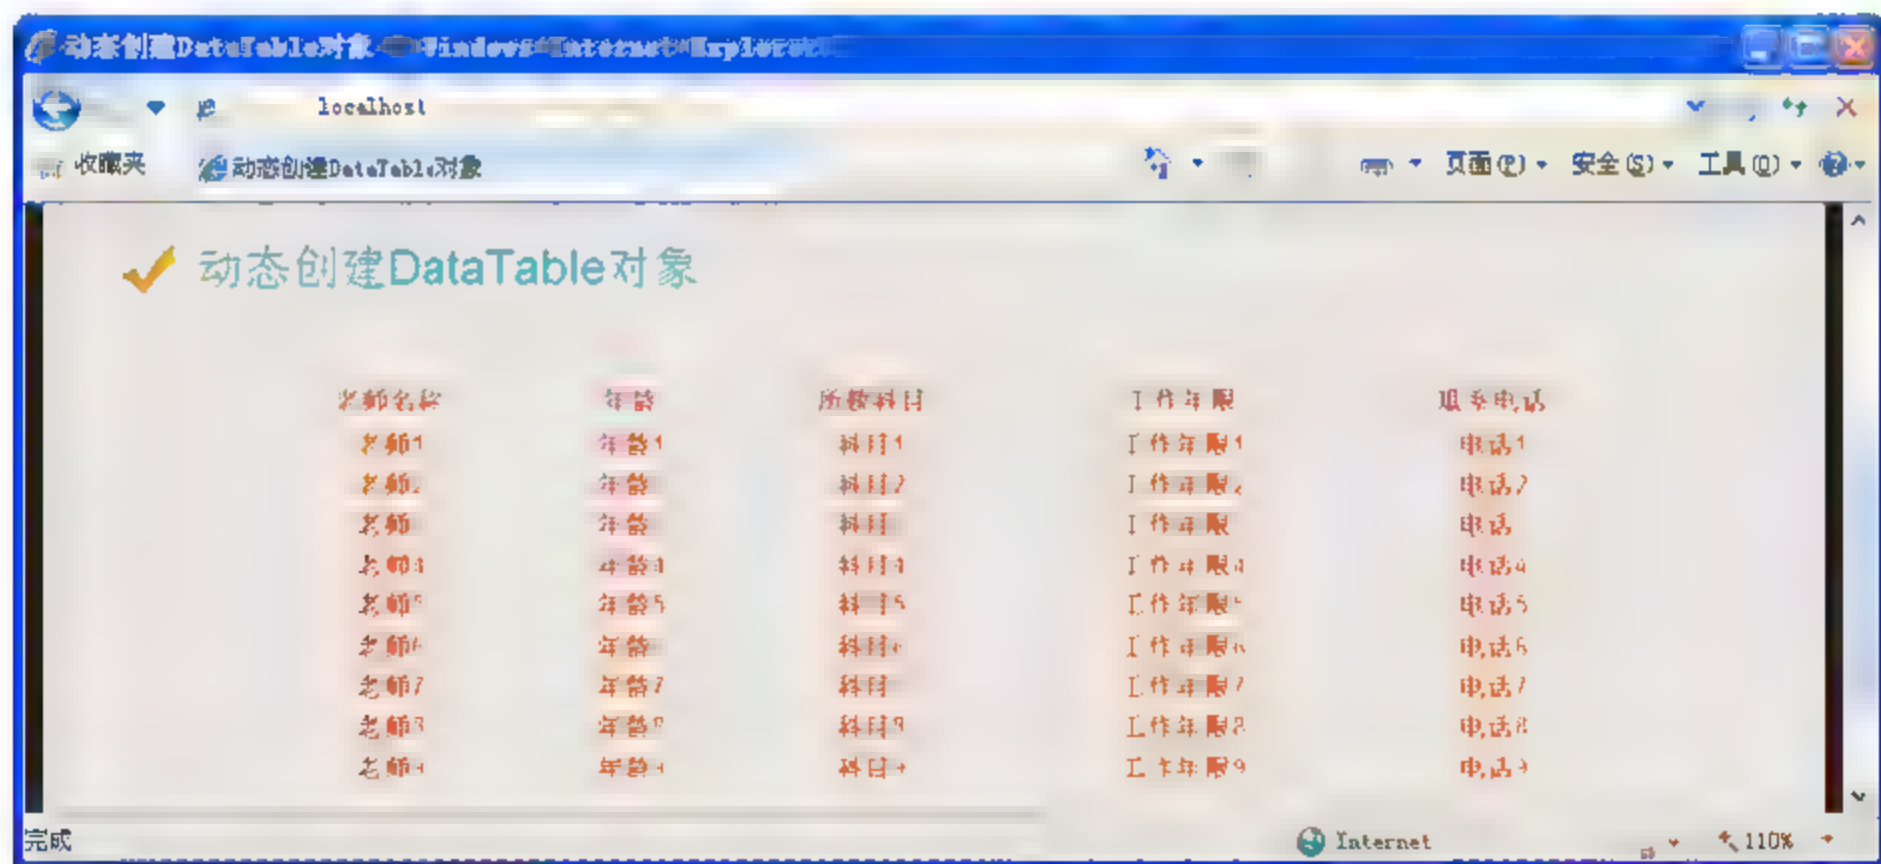 动态创建DataTable对象 - Windows Internet Explorer
localhost
收藏夹 动态创建DataTable对象 页面(P) 安全(S) 工具(O)
动态创建DataTable对象
老师名称 年龄 所教科目 工作年限 联系电话
老师1 年龄1 科目1 工作年限1 电话1
老师2 年龄 科目2 工作年限2 电话2
老师 年龄 科目 工作年限 电话
老师4 年龄4 科目4 工作年限4 电话4
老师5 年龄5 科目5 工作年限5 电话5
老师6 年龄 科目6 工作年限6 电话6
老师7 年龄7 科目 工作年限7 电话7
老师8 年龄8 科目8 工作年限8 电话8
老师9 年龄9 科目9 工作年限9 电话9
完成 Internet 110%